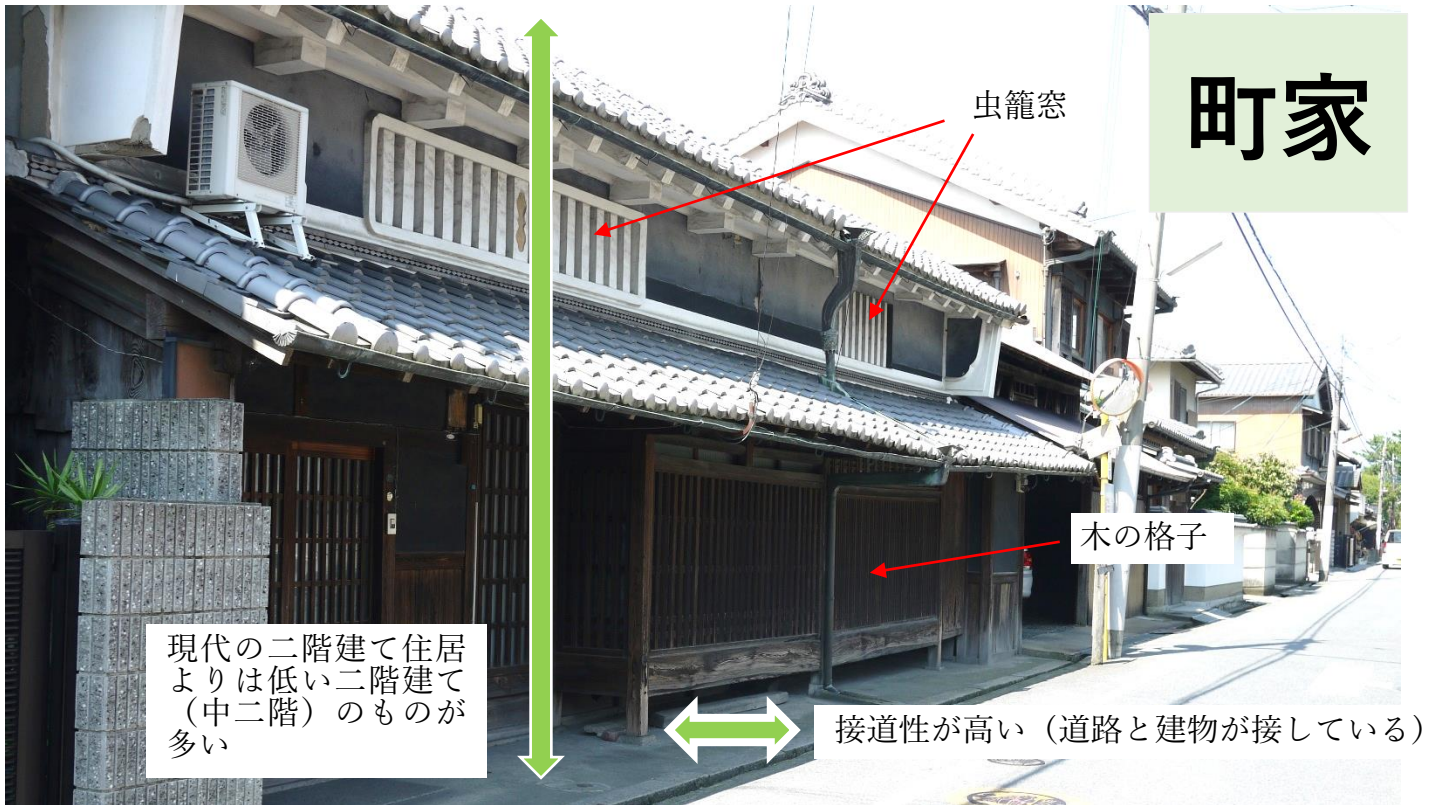 町家
虫籠窓
木の格子
現代の二階建て住居
よりは低い二階建て
（中二階）のものが
多い
接道性が高い（道路と建物が接している）